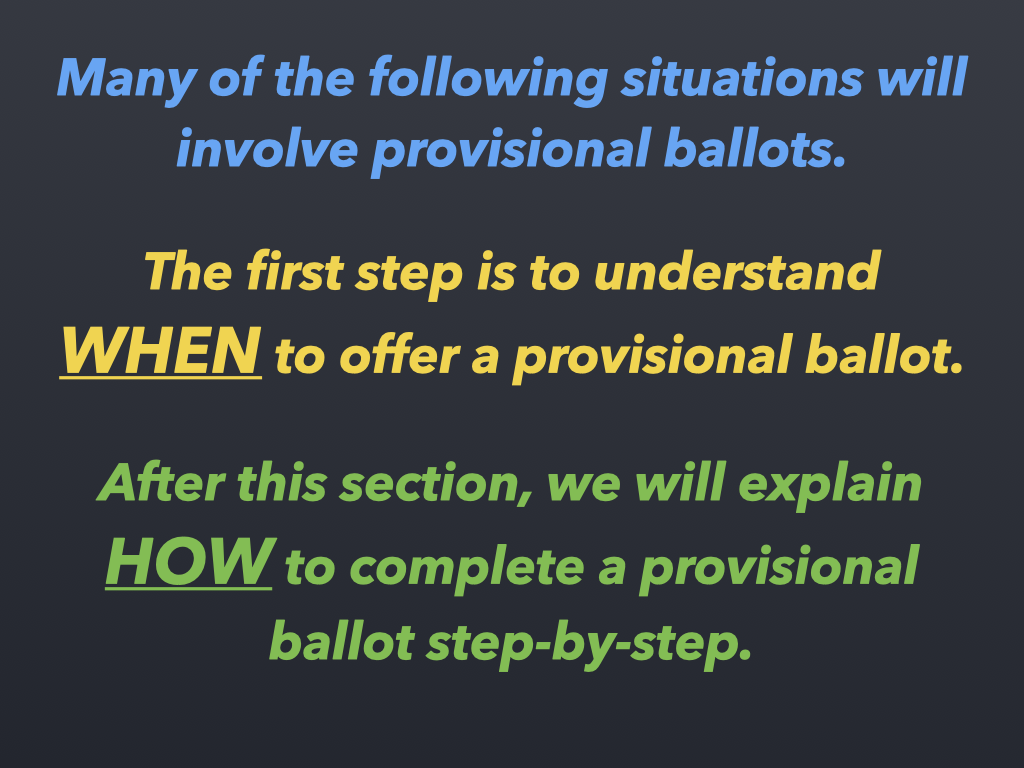 Many of the following situations will
involve provisional ballots.
The first step is to understand
WHEN to offer a provisional ballot.
After this section, we will explain
HOW to complete a provisional
ballot step-by-step.